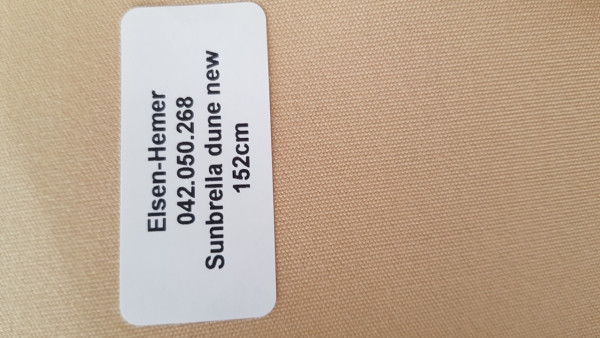 Elsen-Hemer
042.050.268
Sunbrella dune new
152cm